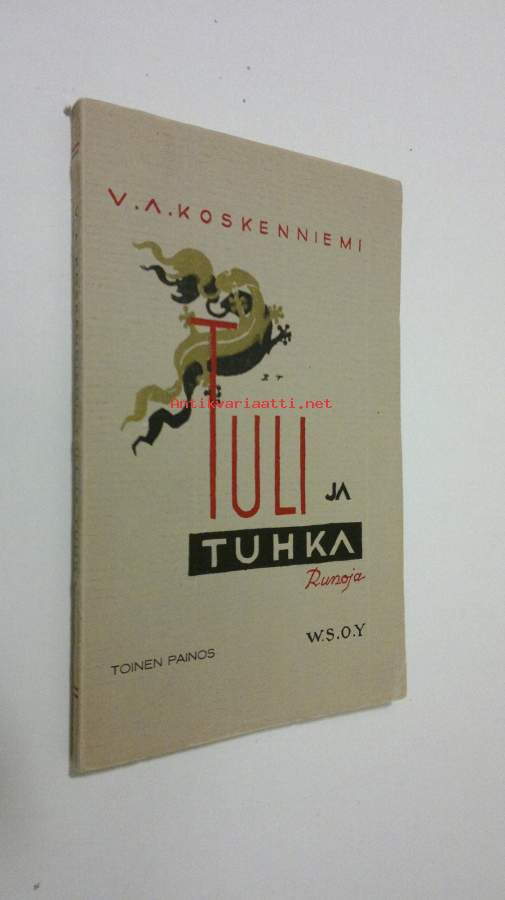 V.A.KOSKENNIEMI
Antikvariaatti.net
TULI JA
TUHKA
Runoja
W.S.O.Y
TOINEN PAINOS